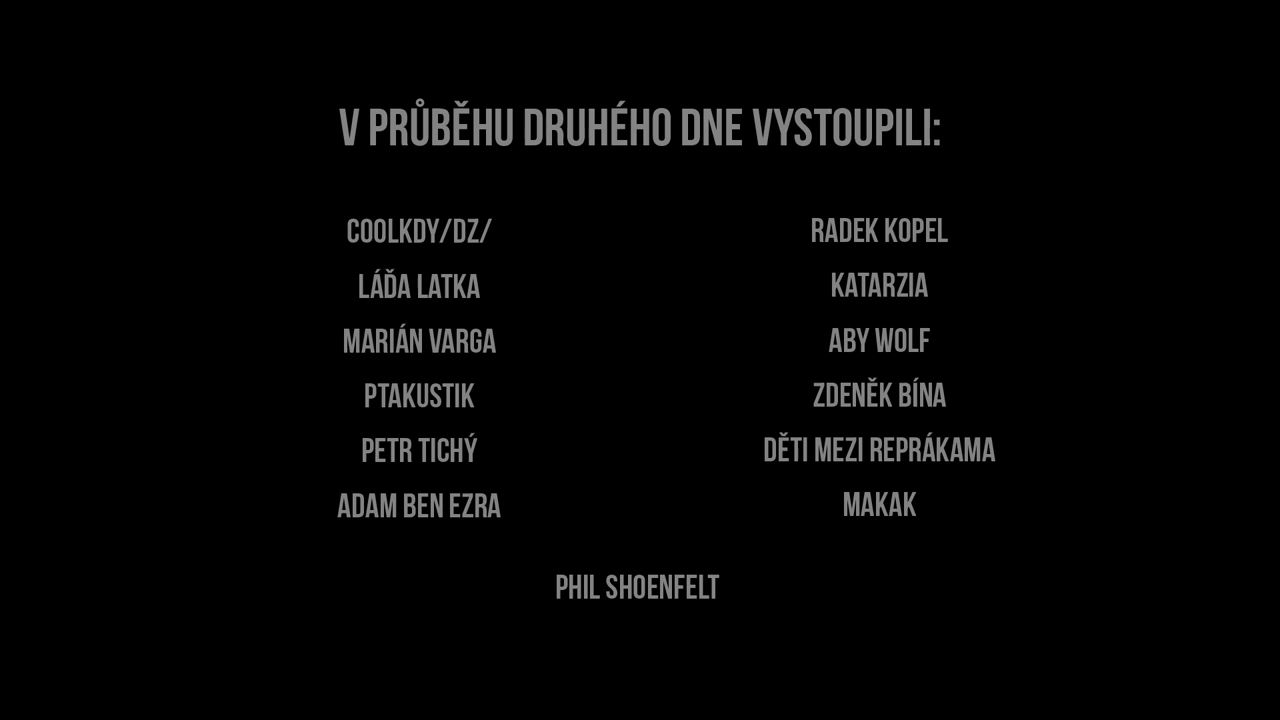 V PRŮBĚHU DRUHÉHO DNE VYSTOUPILI:
COOLKDY/DZ/
LÁĎA LATKA
MARIÁN VARGA
PTAKUSTIK
PETR TICHÝ
ADAM BEN EZRA
RADEK KOPEL
KATARZIA
ABY WOLF
ZDENĚK BÍNA
DĚTI MEZI REPRÁKAMA
MAKAK
PHIL SHOENFELT